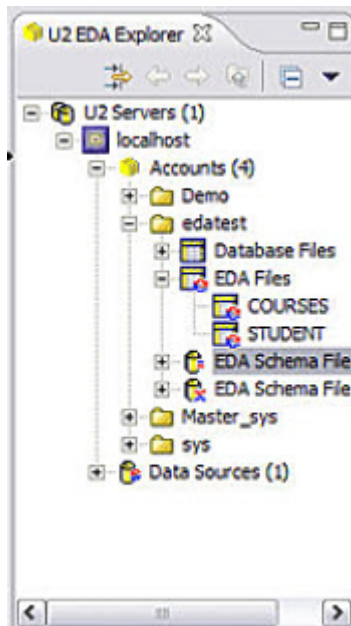 U2 EDA Explorer
U2 Servers (1)
localhost
Accounts (4)
Demo
edatest
Database Files
EDA Files
COURSES
STUDENT
EDA Schema File
EDA Schema File
Master_sys
sys
Data Sources (1)